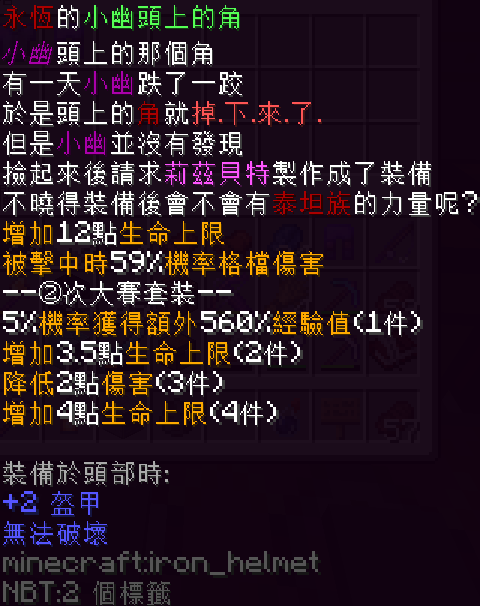 永恆的小幽頭上的角
小幽頭上的那個角
有一天小幽跌了一跤
於是頭上的角就掉.下.來.了.
但是小幽並沒有發現
撿起來後請求莉茲貝特製作成了裝備
不曉得裝備後會不會有泰坦族的力量呢?
增加12點生命上限
被擊中時59%機率格檔傷害
--②次大賽套裝--
5%機率獲得額外560%經驗值(1件)
增加3.5點生命上限(2件)
降低2點傷害(3件)
增加4點生命上限(4件)
裝備於頭部時:
+2 盔甲
無法破壞
minecraft:iron_helmet
NBT:2 個標籤
57